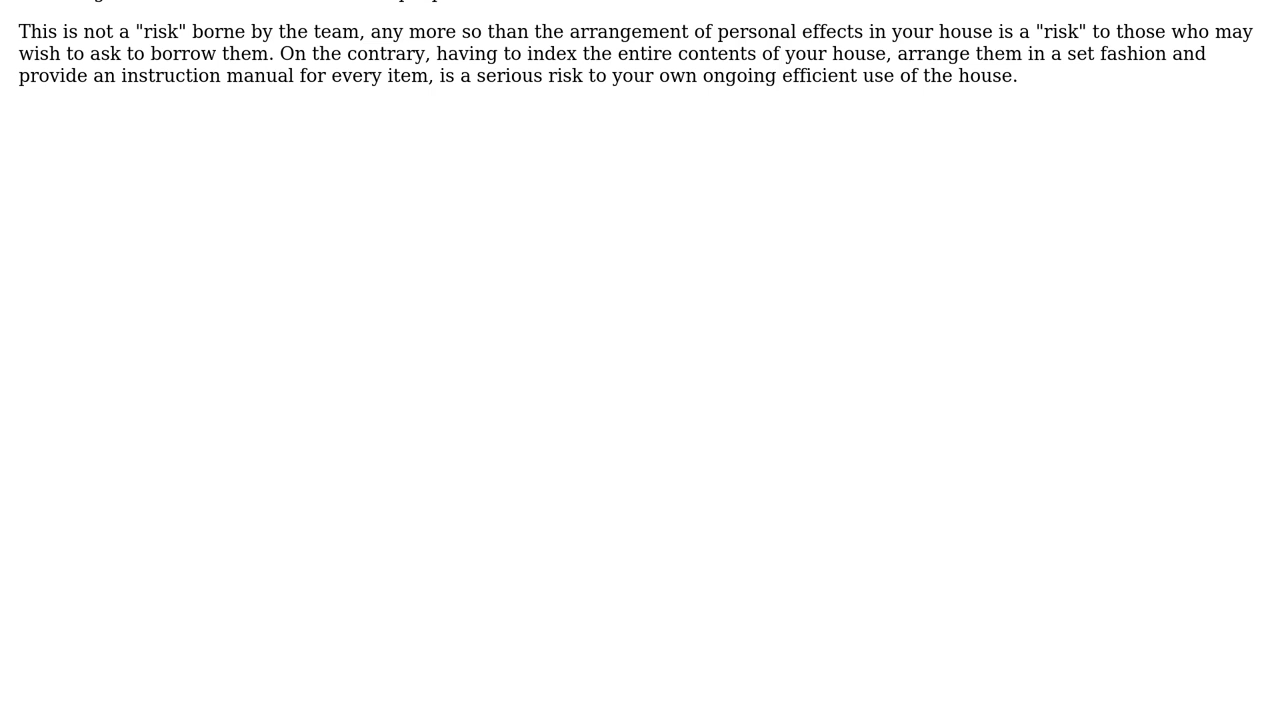 This is not a "risk" borne by the team, any more so than the arrangement of personal effects in your house is a "risk" to those who may
wish to ask to borrow them. On the contrary, having to index the entire contents of your house, arrange them in a set fashion and
provide an instruction manual for every item, is a serious risk to your own ongoing efficient use of the house.